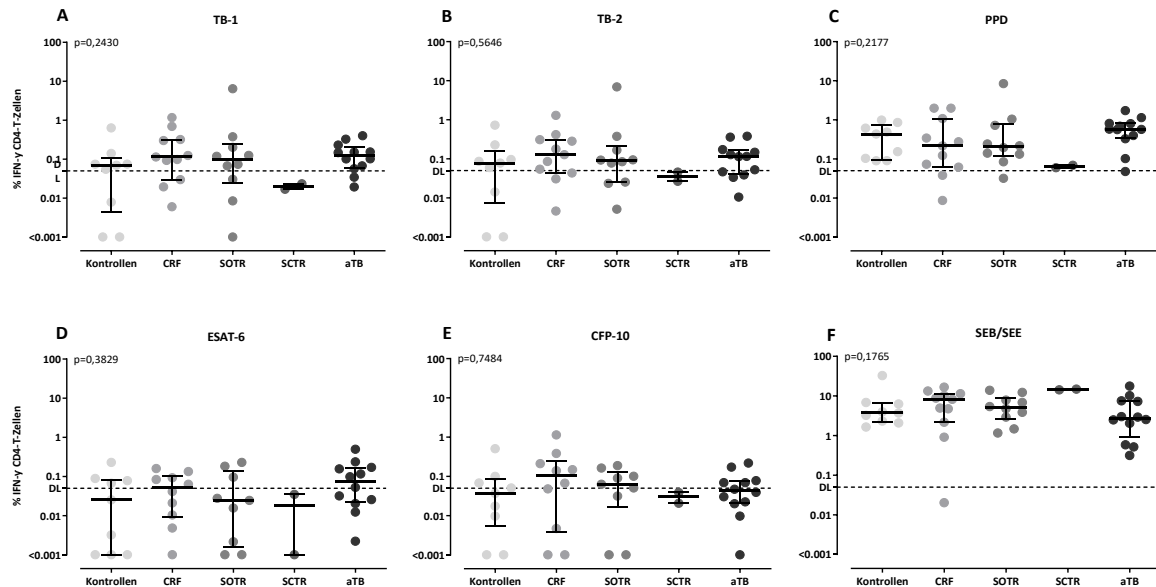 A TB-1
p=0,2430
% IFN-γ CD4-T-Zellen
100
10
1
0.1
D
L
0.01
<0.001
Kontrollen CRF SOTR SCTR aTB
B TB-2
p=0,5646
100
10
1
0.1
DL
0.01
<0.001
Kontrollen CRF SOTR SCTR aTB
C PPD
p=0,2177
100
10
1
0.1
DL
0.01
<0.001
Kontrollen CRF SOTR SCTR aTB
D ESAT-6
p=0,3829
% IFN-γ CD4-T-Zellen
100
10
1
0.1
DL
0.01
<0.001
Kontrollen CRF SOTR SCTR aTB
E CFP-10
p=0,7484
100
10
1
0.1
DL
0.01
<0.001
Kontrollen CRF SOTR SCTR aTB
F SEB/SEE
p=0,1765
100
10
1
0.1
DL
0.01
<0.001
Kontrollen CRF SOTR SCTR aTB